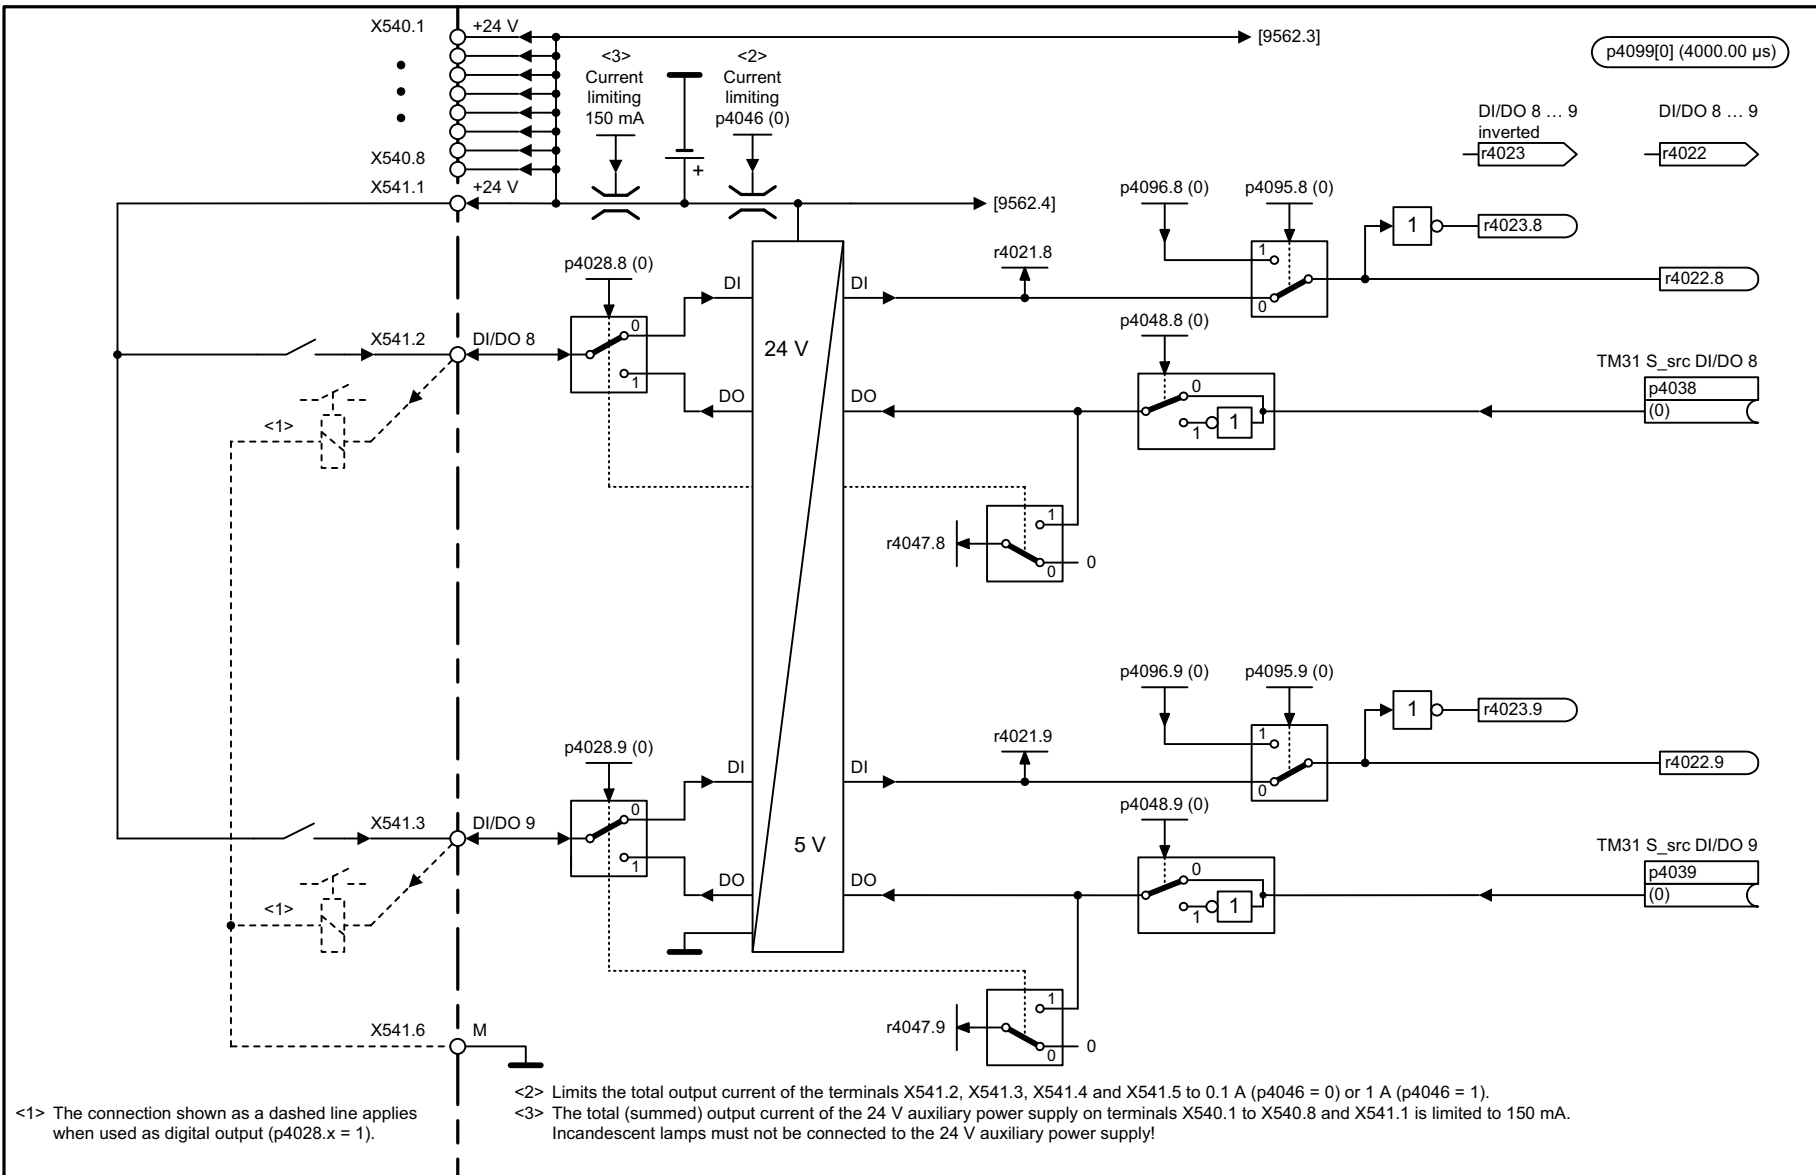 X540.1
+24 V
[9562.3]
p4099[0] (4000.00 µs)
<3>
Current
limiting
150 mA
<2>
Current
limiting
p4046 (0)
+
DI/DO 8 … 9
inverted
r4023
DI/DO 8 … 9
r4022
X540.8
X541.1
+24 V
[9562.4]
p4096.8 (0)
p4095.8 (0)
1
0
1
r4023.8
r4022.8
p4028.8 (0)
0
1
DI
DI
r4021.8
24 V
X541.2
DI/DO 8
DO
DO
p4048.8 (0)
0
1
1
TM31 S_src DI/DO 8
p4038
(0)
<1>
r4047.8
1
0
0
p4096.9 (0)
p4095.9 (0)
1
0
1
r4023.9
r4022.9
p4028.9 (0)
0
1
DI
DI
r4021.9
5 V
X541.3
DI/DO 9
DO
DO
p4048.9 (0)
0
1
1
TM31 S_src DI/DO 9
p4039
(0)
<1>
r4047.9
1
0
0
X541.6
M
<1> The connection shown as a dashed line applies
when used as digital output (p4028.x = 1).
<2> Limits the total output current of the terminals X541.2, X541.3, X541.4 and X541.5 to 0.1 A (p4046 = 0) or 1 A (p4046 = 1).
<3> The total (summed) output current of the 24 V auxiliary power supply on terminals X540.1 to X540.8 and X541.1 is limited to 150 mA.
Incandescent lamps must not be connected to the 24 V auxiliary power supply!